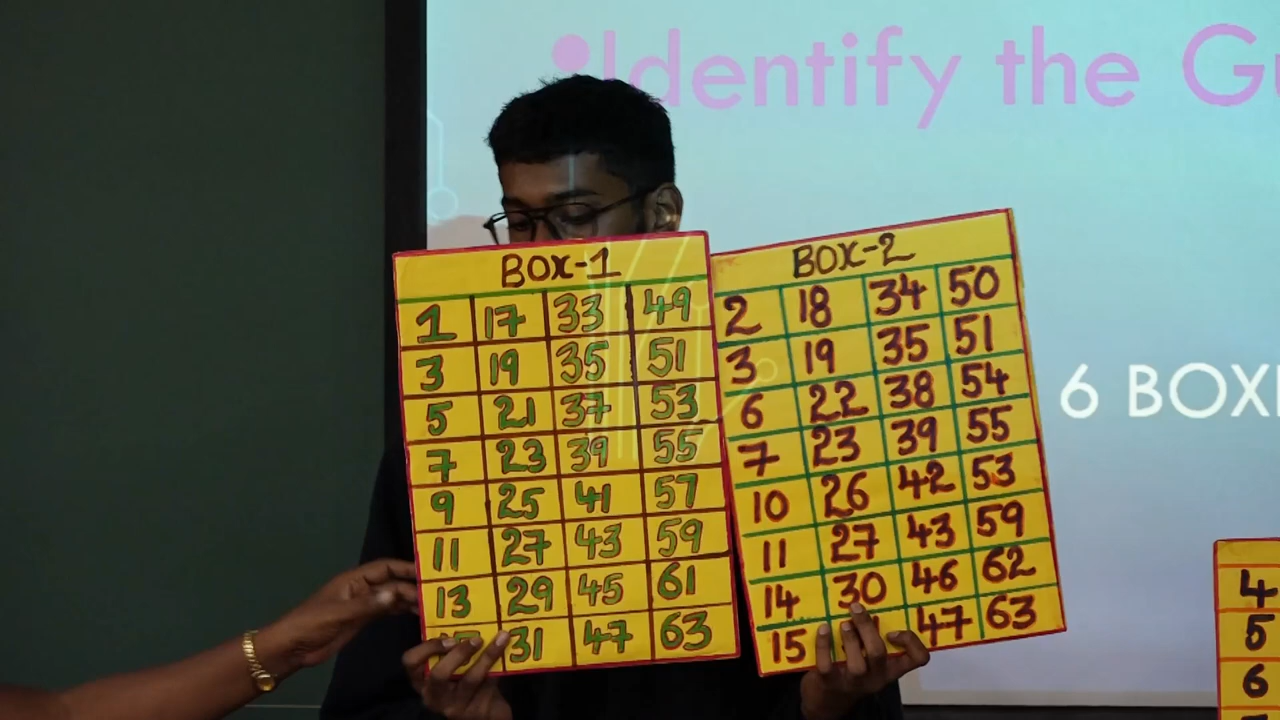 •Identify the G
6 BOX
BOX-1
1 17 33 49
3 19 35 51
5 21 37 53
7 23 39 55
9 25 41 57
11 27 43 59
13 29 45 61
31 47 63
BOX-2
2 18 34 50
3 19 35 51
6 22 38 54
7 23 39 55
10 26 42 53
11 27 43 59
14 30 46 62
15 47 63
4
5
6